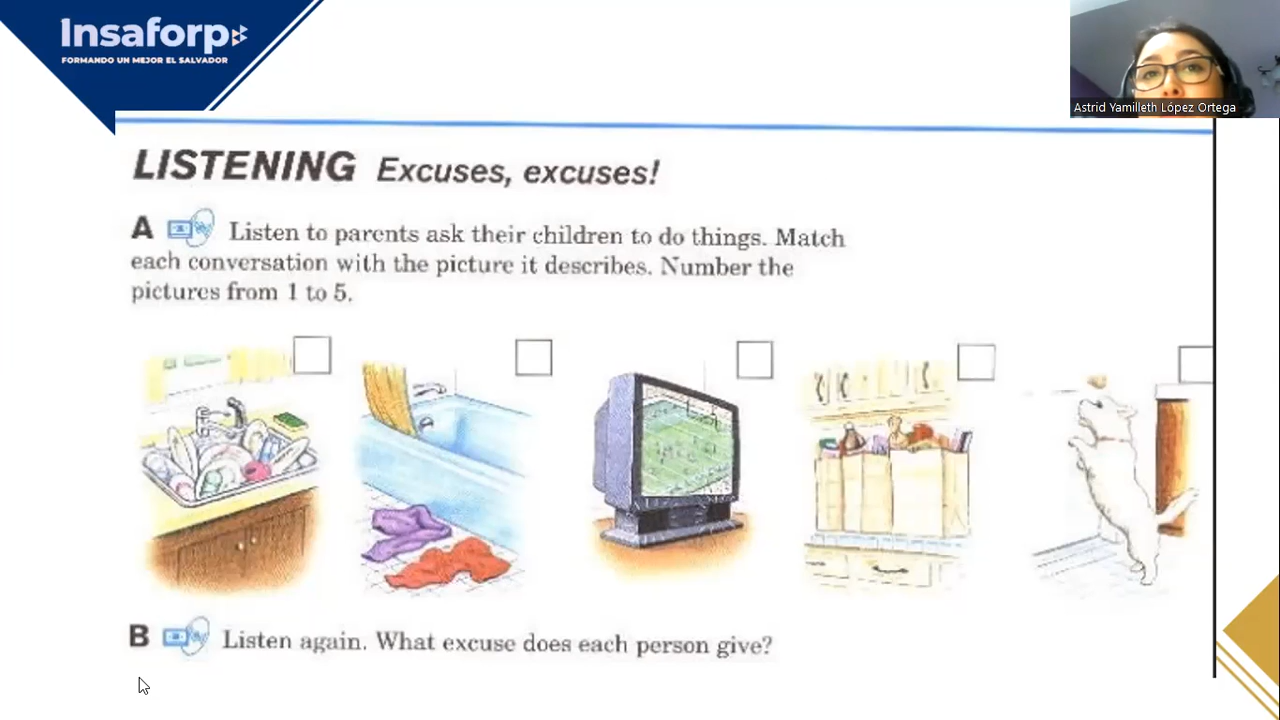 Insaforp
FORMANDO UN MEJOR EL SALVADOR
Astrid Yamilleth López Ortega
LISTENING Excuses, excuses!
A Listen to parents ask their children to do things. Match
each conversation with the picture it describes. Number the
pictures from 1 to 5.
B Listen again. What excuse does each person give?